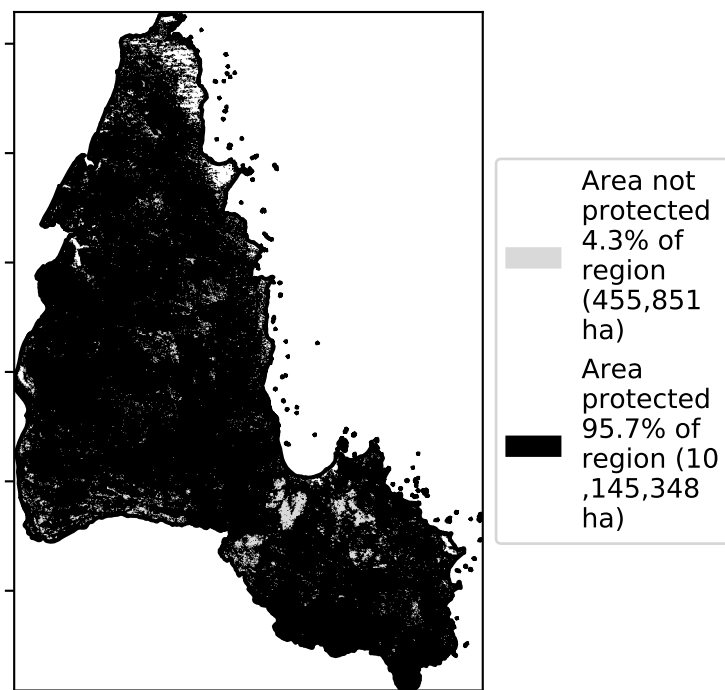 Area not
protected
4.3% of
region
(455,851
ha)
Area
protected
95.7% of
region (10
,145,348
ha)